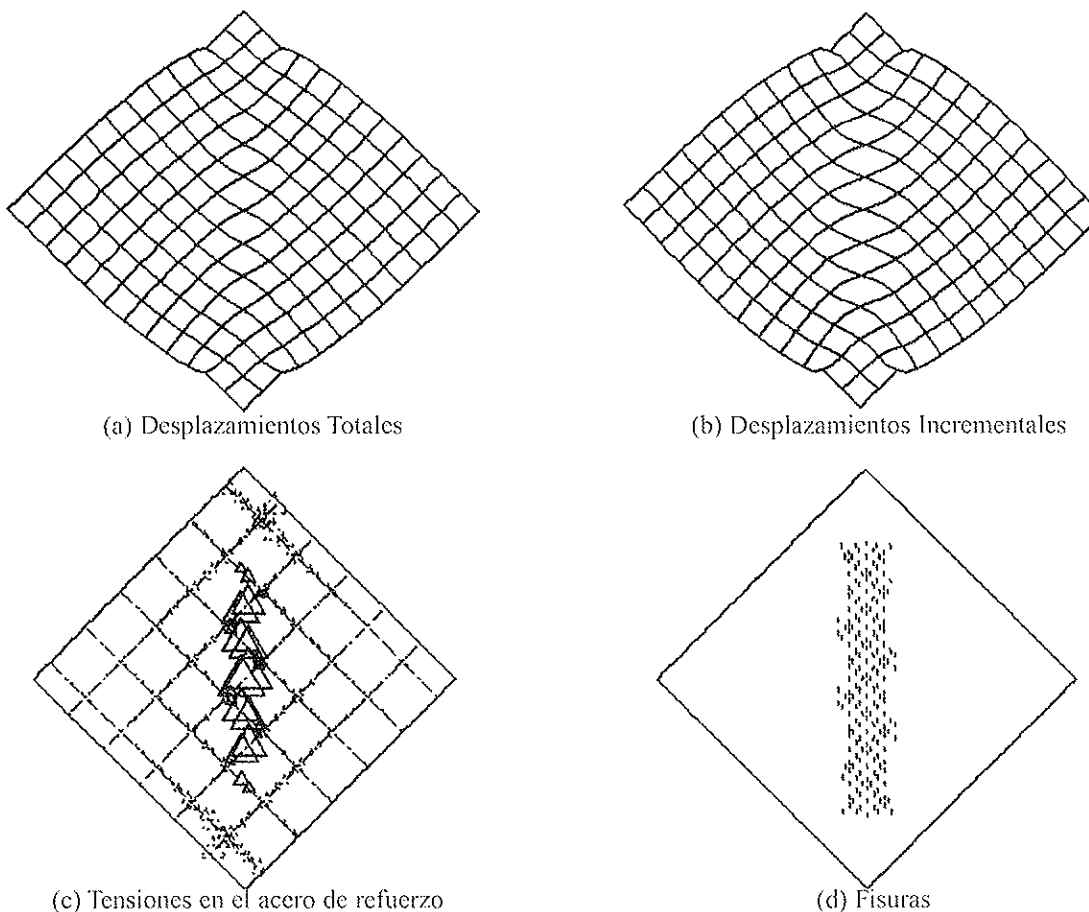 (a) Desplazamientos Totales
(b) Desplazamientos Incrementales
(c) Tensiones en el acero de refuerzo
(d) Fisuras